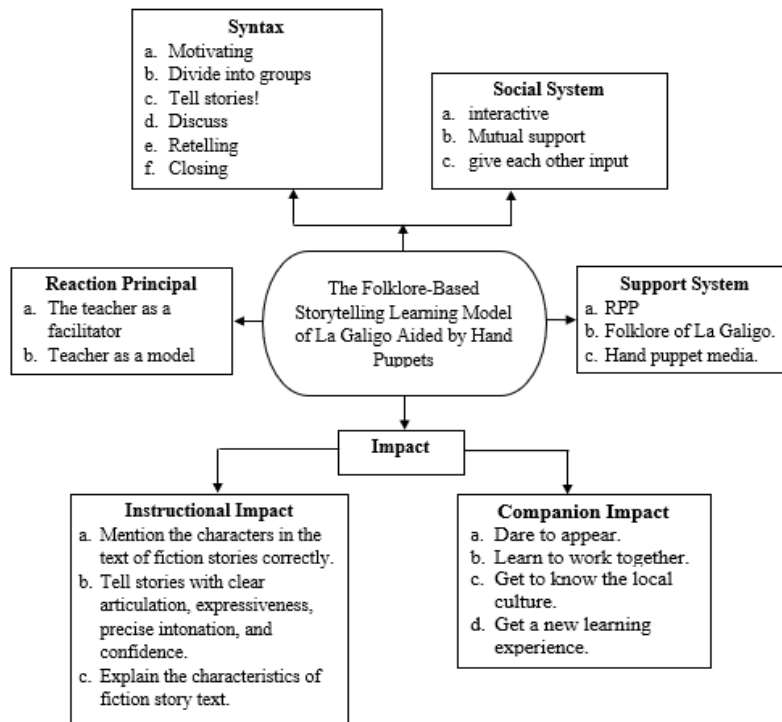 Syntax
a. Motivating
b. Divide into groups
c. Tell stories!
d. Discuss
e. Retelling
f. Closing
Social System
a. interactive
b. Mutual support
c. give each other input
Reaction Principal
a. The teacher as a
facilitator
b. Teacher as a model
The Folklore-Based
Storytelling Learning Model
of La Galigo Aided by Hand
Puppets
Support System
a. RPP
b. Folklore of La Galigo.
c. Hand puppet media.
Impact
Instructional Impact
a. Mention the characters in the
text of fiction stories correctly.
b. Tell stories with clear
articulation, expressiveness,
precise intonation, and
confidence.
c. Explain the characteristics of
fiction story text.
Companion Impact
a. Dare to appear.
b. Learn to work together.
c. Get to know the local
culture.
d. Get a new learning
experience.